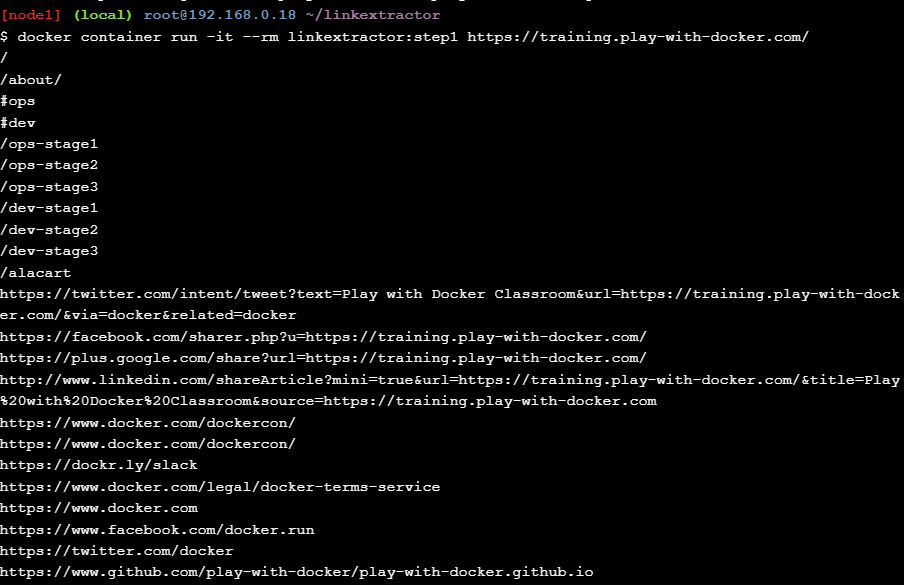 [node1] (local) root@192.168.0.18 ~/linkextractor
$ docker container run -it --rm linkextractor:step1 https://training.play-with-docker.com/
/
/about/
#ops
#dev
/ops-stage1
/ops-stage2
/ops-stage3
/dev-stage1
/dev-stage2
/dev-stage3
/alacart
https://twitter.com/intent/tweet?text=Play with Docker Classroom&url=https://training.play-with-dock
er.com/&via=docker&related=docker
https://facebook.com/sharer.php?u=https://training.play-with-docker.com/
https://plus.google.com/share?url=https://training.play-with-docker.com/
http://www.linkedin.com/shareArticle?mini=true&url=https://training.play-with-docker.com/&title=Play
%20with%20Docker%20Classroom&source=https://training.play-with-docker.com
https://www.docker.com/dockercon/
https://www.docker.com/dockercon/
https://dockr.ly/slack
https://www.docker.com/legal/docker-terms-service
https://www.docker.com
https://www.facebook.com/docker.run
https://twitter.com/docker
https://www.github.com/play-with-docker/play-with-docker.github.io